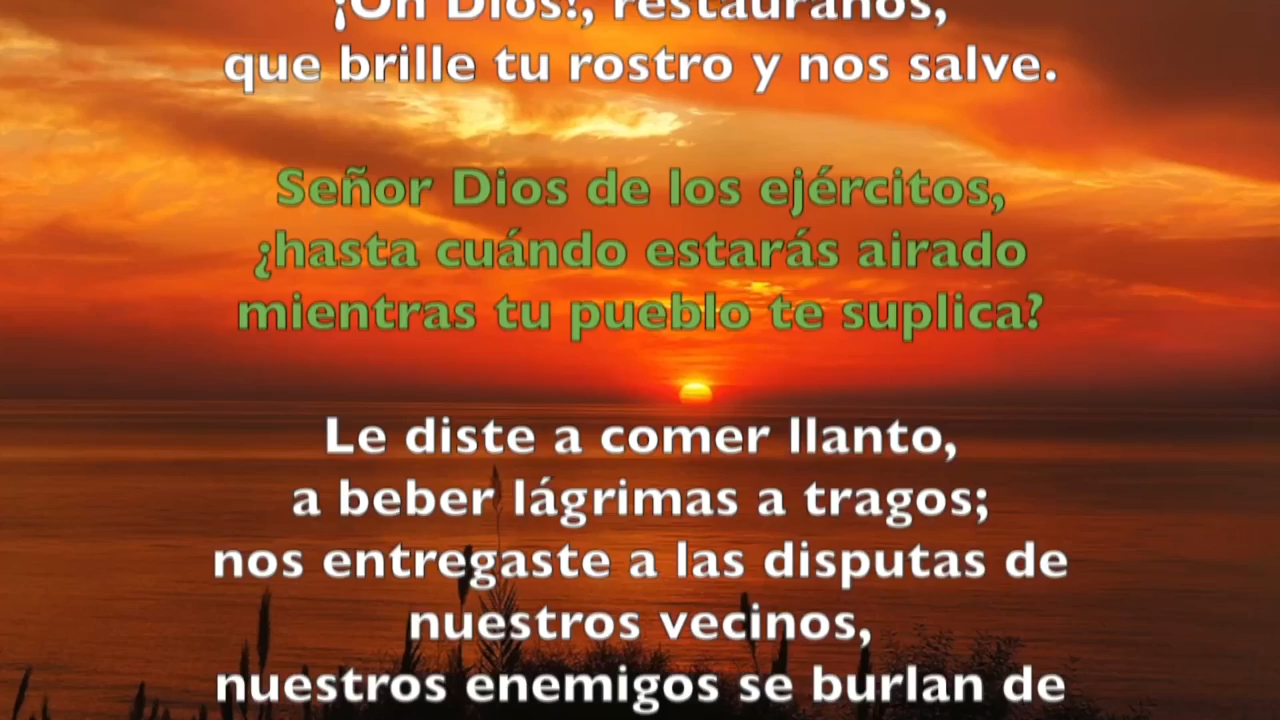 ¡Oh Dios!, restáuranos,
que brille tu rostro y nos salve.
Señor Dios de los ejércitos,
¿hasta cuándo estarás airado
mientras tu pueblo te suplica?
Le diste a comer llanto,
a beber lágrimas a tragos;
nos entregaste a las disputas de
nuestros vecinos,
nuestros enemigos se burlan de